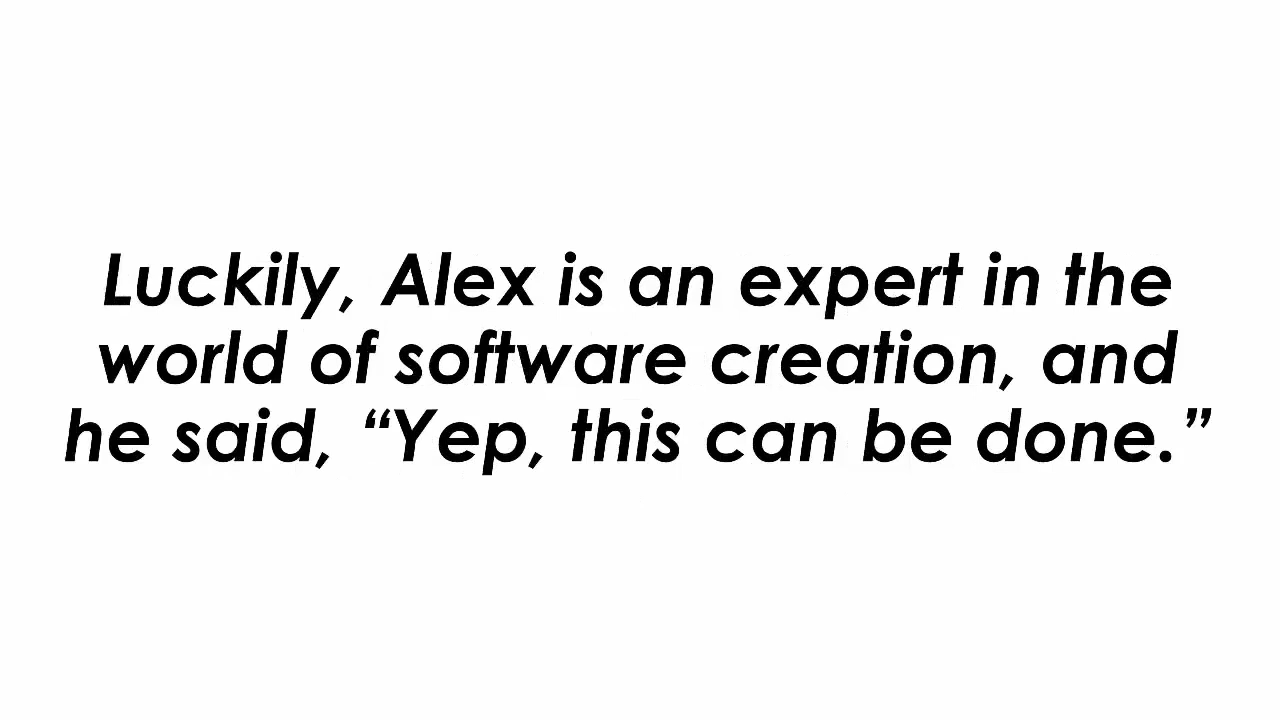 Luckily, Alex is an expert in the
world of software creation, and
he said, “Yep, this can be done.”